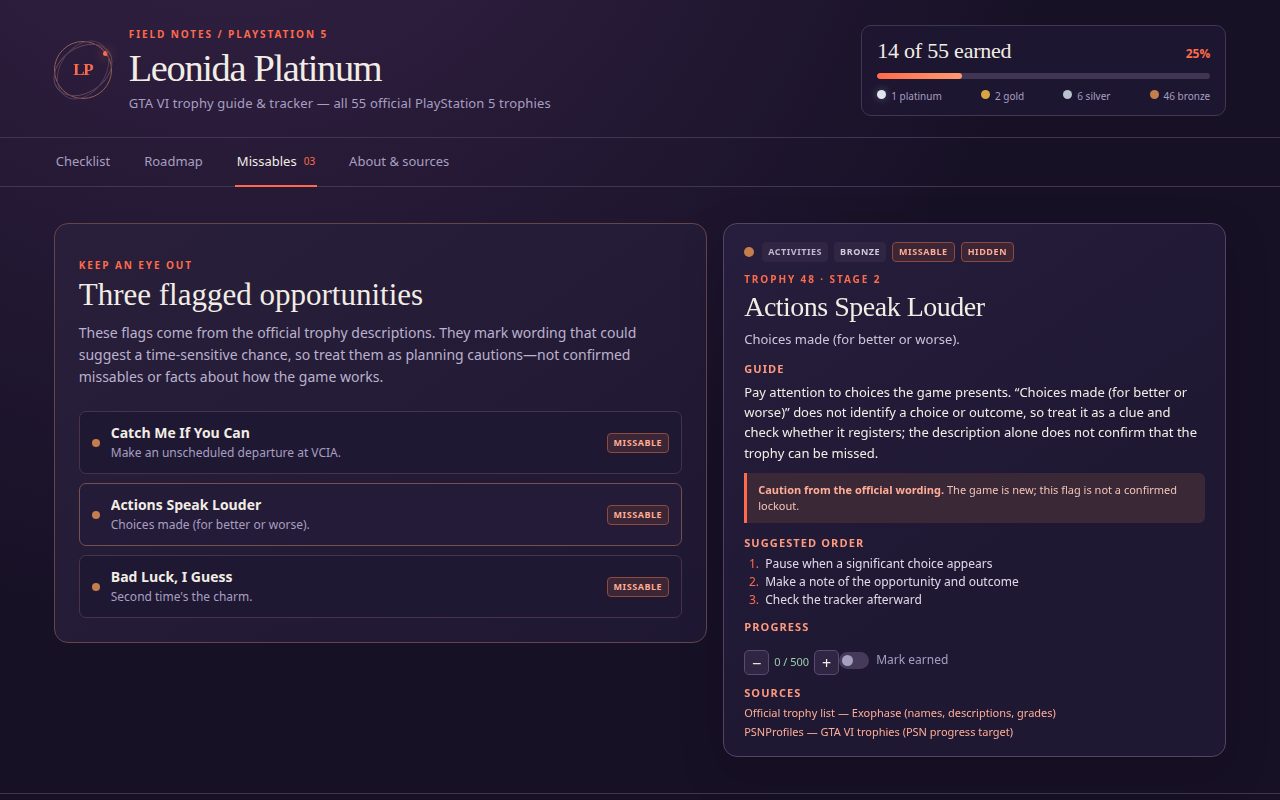 LP
FIELD NOTES / PLAYSTATION 5
Leonida Platinum
GTA VI trophy guide & tracker — all 55 official PlayStation 5 trophies
14 of 55 earned
25%
1 platinum
2 gold
6 silver
46 bronze
Checklist
Roadmap
Missables 03
About & sources
KEEP AN EYE OUT
Three flagged opportunities
These flags come from the official trophy descriptions. They mark wording that could
suggest a time-sensitive chance, so treat them as planning cautions—not confirmed
missables or facts about how the game works.
Catch Me If You Can
Make an unscheduled departure at VCIA.
MISSABLE
Actions Speak Louder
Choices made (for better or worse).
MISSABLE
Bad Luck, I Guess
Second time's the charm.
MISSABLE
ACTIVITIES
BRONZE
MISSABLE
HIDDEN
TROPHY 48 · STAGE 2
Actions Speak Louder
Choices made (for better or worse).
GUIDE
Pay attention to choices the game presents. “Choices made (for better or
worse)” does not identify a choice or outcome, so treat it as a clue and
check whether it registers; the description alone does not confirm that the
trophy can be missed.
Caution from the official wording. The game is new; this flag is not a confirmed
lockout.
SUGGESTED ORDER
1. Pause when a significant choice appears
2. Make a note of the opportunity and outcome
3. Check the tracker afterward
PROGRESS
− 0 / 500 + Mark earned
SOURCES
Official trophy list — Exophase (names, descriptions, grades)
PSNProfiles — GTA VI trophies (PSN progress target)